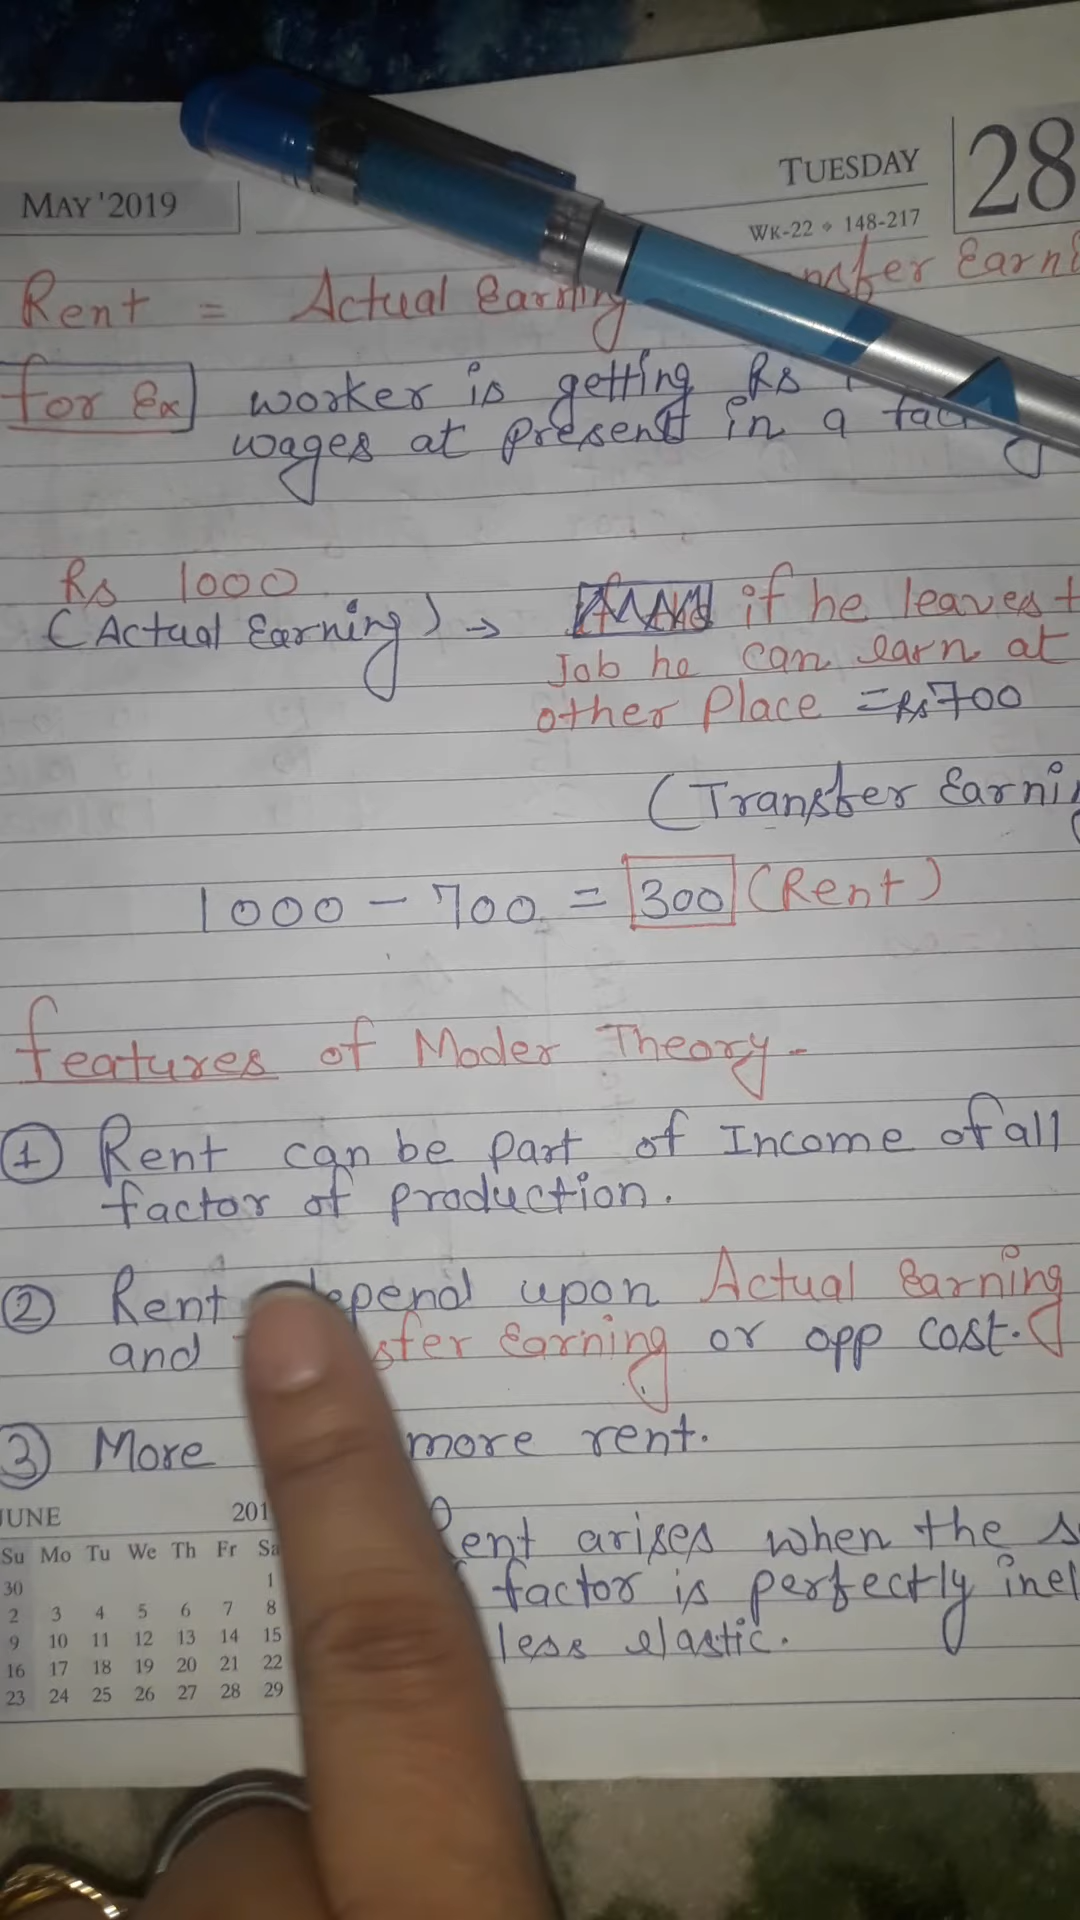 MAY '2019
TUESDAY
28
WK-22 ◆ 148-217
Rent = Actual Earning
for Ex worker is getting Rs
wages at present in a
Rs 1000
(Actual Earning) → if he leaves
Job he can earn at
other Place = Rs 700
(Transfer
1000 - 700 = 300 (Rent)
features of Moder Theory -
1 Rent can be part of Income of all
factor of production.
2 Rent depend upon Actual Earning
and Earning or opp cost.
3 More more rent.
Rent arises when the
factor is perfectly
less elastic.
JUNE
Su Mo Tu We Th Fr Sa
30 1
2 3 4 5 6 7 8
9 10 11 12 13 14 15
16 17 18 19 20 21 22
23 24 25 26 27 28 29